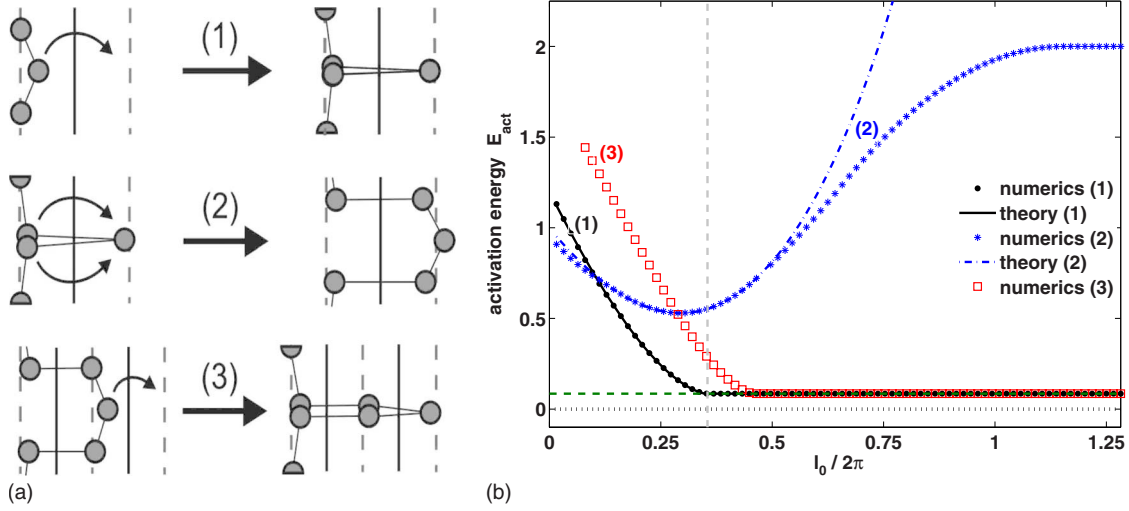 (1)
(2)
(3)
(a)
activation energy E_act
2
1.5
1
0.5
0
(1)
(2)
(3)
numerics (1)
theory (1)
numerics (2)
theory (2)
numerics (3)
0 0.25 0.5 0.75 1 1.25
l₀ / 2π
(b)